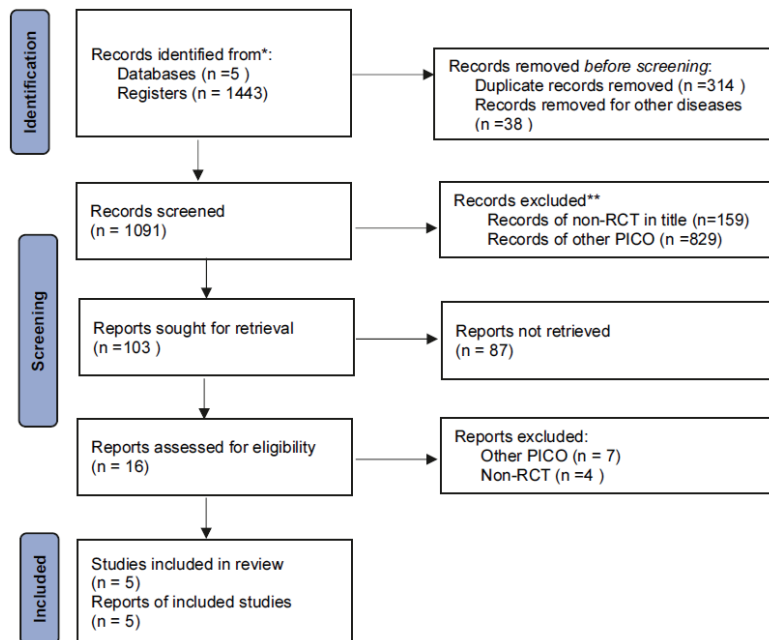 Identification
Records identified from*:
Databases (n =5 )
Registers (n = 1443)
Records removed before screening:
Duplicate records removed (n =314 )
Records removed for other diseases
(n =38 )
Screening
Records screened
(n = 1091)
Records excluded**
Records of non-RCT in title (n=159)
Records of other PICO (n =829)
Reports sought for retrieval
(n =103 )
Reports not retrieved
(n = 87)
Reports assessed for eligibility
(n = 16)
Reports excluded:
Other PICO (n = 7)
Non-RCT (n =4 )
Included
Studies included in review
(n = 5)
Reports of included studies
(n = 5)